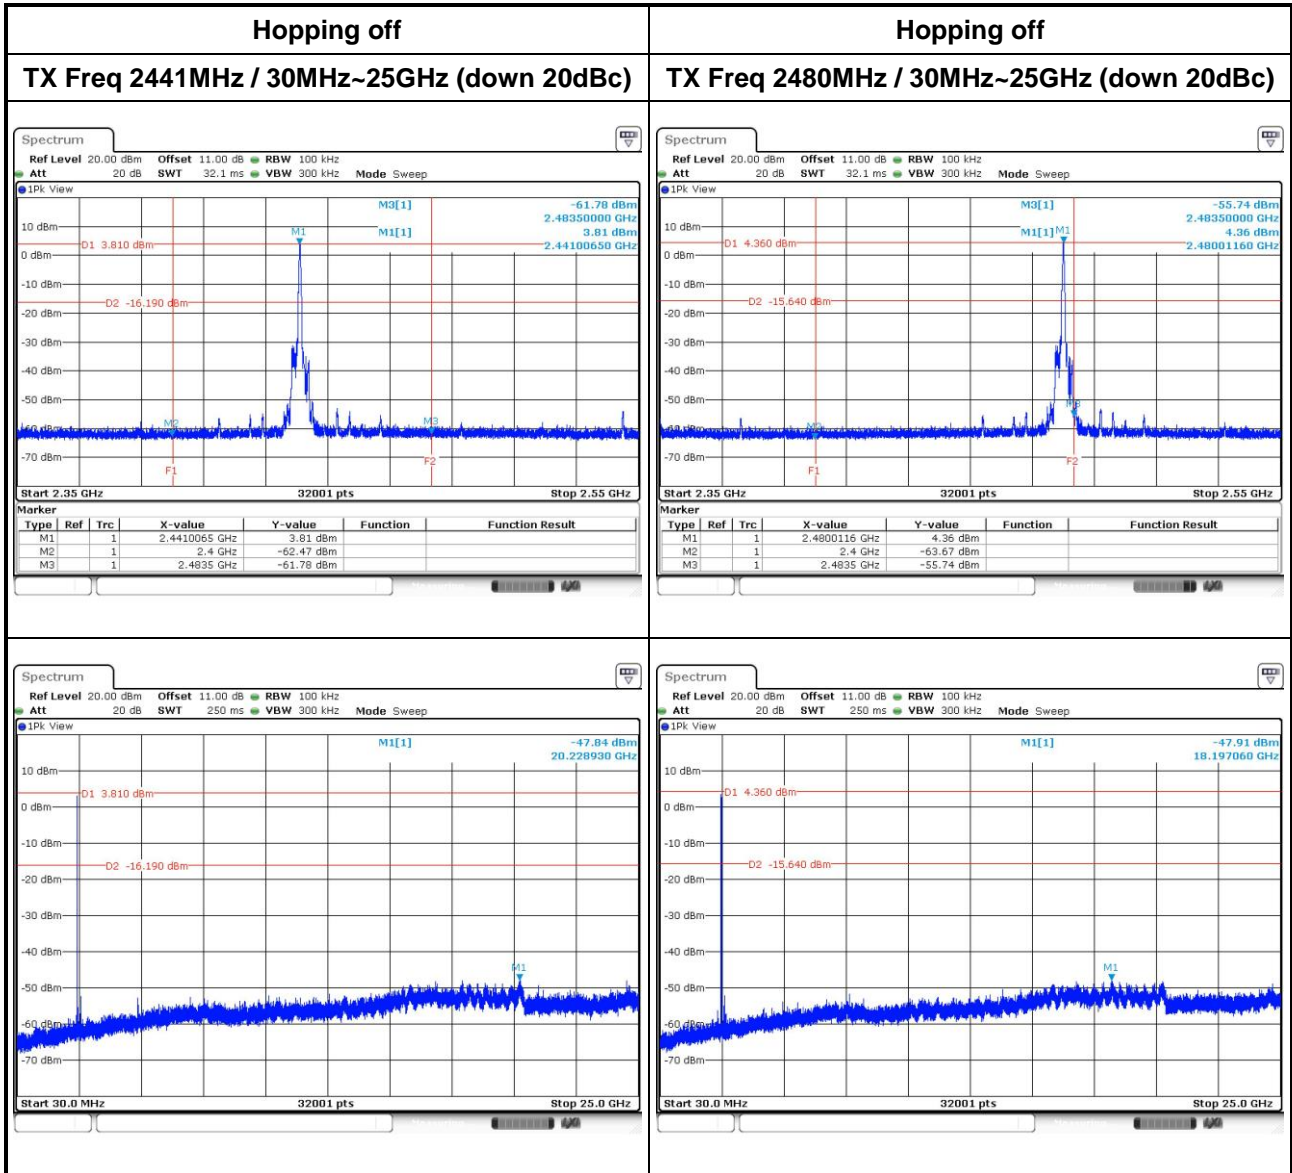 Hopping off
Hopping off
TX Freq 2441MHz / 30MHz~25GHz (down 20dBc)
TX Freq 2480MHz / 30MHz~25GHz (down 20dBc)
Spectrum
Ref Level 20.00 dBm Offset 11.00 dB RBW 100 kHz
Att 20 dB SWT 32.1 ms VBW 300 kHz Mode Sweep
1Pk View
M3[1] -61.78 dBm
2.48350000 GHz
M1[1] 3.81 dBm
2.44100650 GHz
M1
10 dBm
D1 3.810 dBm
0 dBm
-10 dBm
D2 -16.190 dBm
-20 dBm
-30 dBm
-40 dBm
-50 dBm
M2
M3
-60 dBm
-70 dBm
F1
F2
Start 2.35 GHz 32001 pts Stop 2.55 GHz
Marker
Type Ref Trc X-value Y-value Function Function Result
M1 1 2.4410065 GHz 3.81 dBm
M2 1 2.4 GHz -62.47 dBm
M3 1 2.4835 GHz -61.78 dBm
Spectrum
Ref Level 20.00 dBm Offset 11.00 dB RBW 100 kHz
Att 20 dB SWT 32.1 ms VBW 300 kHz Mode Sweep
1Pk View
M3[1] -55.74 dBm
2.48350000 GHz
M1[1] M1 4.36 dBm
2.48001160 GHz
10 dBm
D1 4.360 dBm
0 dBm
-10 dBm
D2 -15.640 dBm
-20 dBm
-30 dBm
-40 dBm
-50 dBm
M3
M2
-60 dBm
-70 dBm
F1
F2
Start 2.35 GHz 32001 pts Stop 2.55 GHz
Marker
Type Ref Trc X-value Y-value Function Function Result
M1 1 2.4800116 GHz 4.36 dBm
M2 1 2.4 GHz -63.67 dBm
M3 1 2.4835 GHz -55.74 dBm
Spectrum
Ref Level 20.00 dBm Offset 11.00 dB RBW 100 kHz
Att 20 dB SWT 250 ms VBW 300 kHz Mode Sweep
1Pk View
M1[1] -47.84 dBm
20.228930 GHz
10 dBm
D1 3.810 dBm
0 dBm
-10 dBm
D2 -16.190 dBm
-20 dBm
-30 dBm
-40 dBm
M1
-50 dBm
-60 dBm
-70 dBm
Start 30.0 MHz 32001 pts Stop 25.0 GHz
Spectrum
Ref Level 20.00 dBm Offset 11.00 dB RBW 100 kHz
Att 20 dB SWT 250 ms VBW 300 kHz Mode Sweep
1Pk View
M1[1] -47.91 dBm
18.197060 GHz
10 dBm
D1 4.360 dBm
0 dBm
-10 dBm
D2 -15.640 dBm
-20 dBm
-30 dBm
-40 dBm
M1
-50 dBm
-60 dBm
-70 dBm
Start 30.0 MHz 32001 pts Stop 25.0 GHz